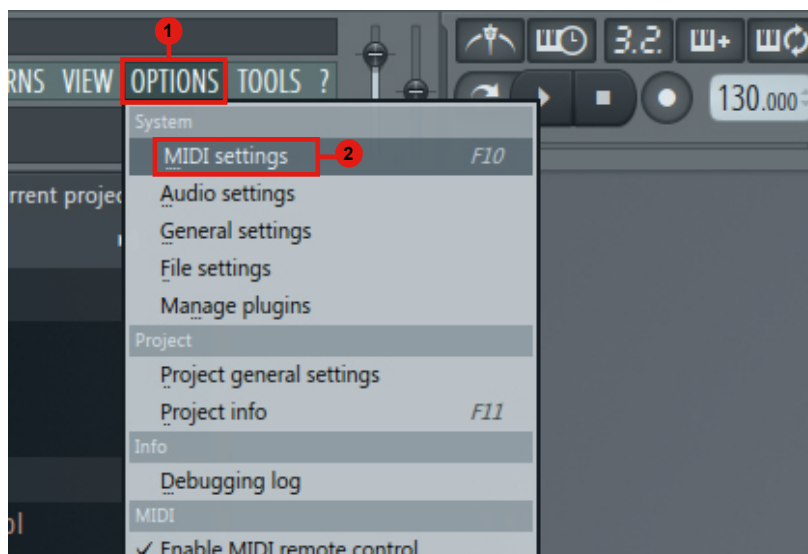 1
RNS VIEW OPTIONS TOOLS ?
3.2.
130.000
System
MIDI settings F10
2
Audio settings
rrent projec
General settings
File settings
Manage plugins
Project
Project general settings
Project info F11
Info
Debugging log
MIDI
ol
✓ Enable MIDI remote control